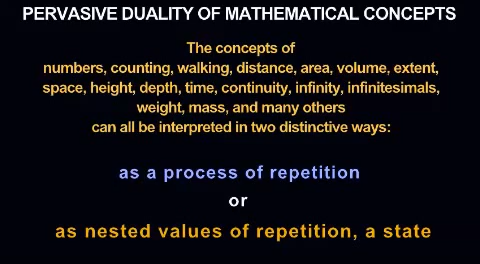 PERVASIVE DUALITY OF MATHEMATICAL CONCEPTS
The concepts of
numbers, counting, walking, distance, area, volume, extent,
space, height, depth, time, continuity, infinity, infinitesimals,
weight, mass, and many others
can all be interpreted in two distinctive ways:
as a process of repetition
or
as nested values of repetition, a state